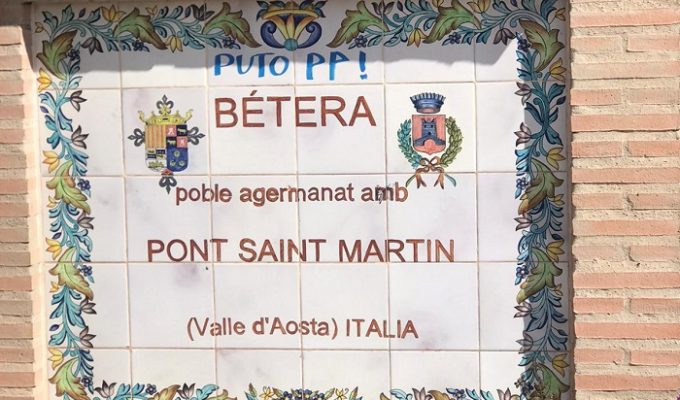 PUTO PP!
BÉTERA
poble agermanat amb
PONT SAINT MARTIN
(Valle d'Aosta) ITALIA